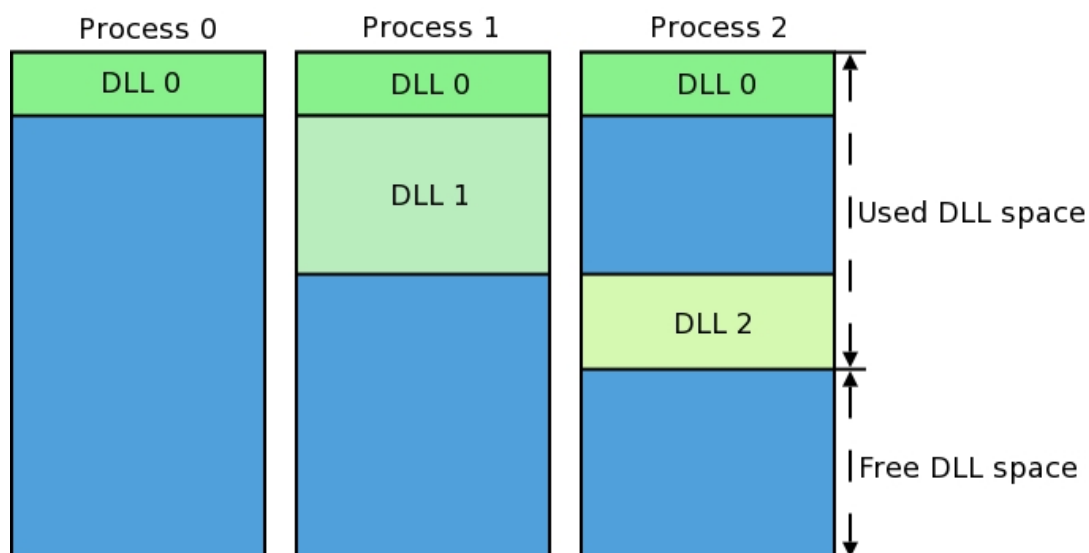 Process 0
Process 1
Process 2
DLL 0
DLL 0
DLL 0
DLL 1
Used DLL space
DLL 2
Free DLL space